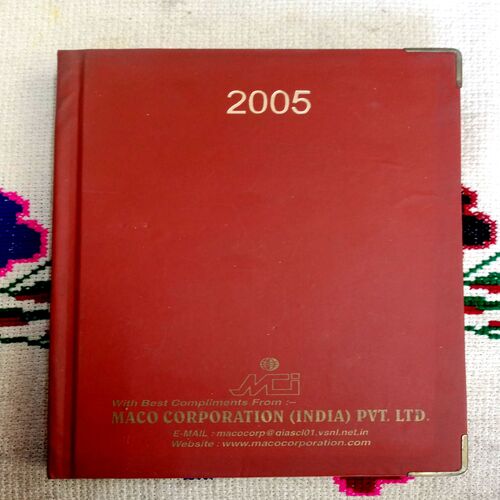 2005
MCI
With Best Compliments From :–
MACO CORPORATION (INDIA) PVT. LTD.
E-MAIL : macocorp@giascl01.vsnl.net.in
Website : www.macocorporation.com